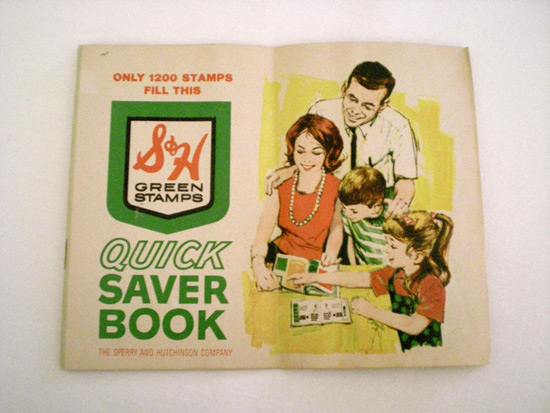 ONLY 1200 STAMPS
FILL THIS
S&H
GREEN
STAMPS
QUICK
SAVER
BOOK
THE SPERRY AND HUTCHINSON COMPANY